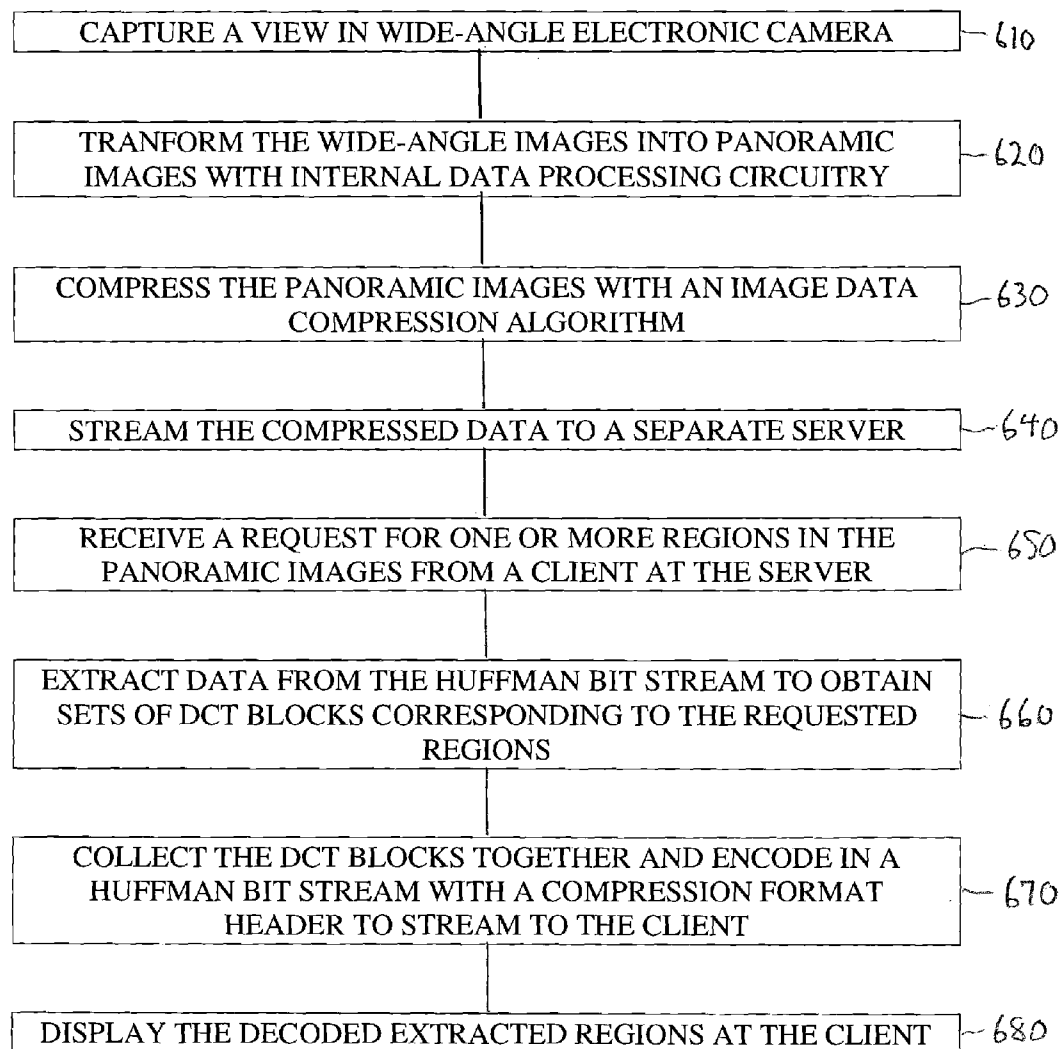 CAPTURE A VIEW IN WIDE-ANGLE ELECTRONIC CAMERA
610
TRANFORM THE WIDE-ANGLE IMAGES INTO PANORAMIC
IMAGES WITH INTERNAL DATA PROCESSING CIRCUITRY
620
COMPRESS THE PANORAMIC IMAGES WITH AN IMAGE DATA
COMPRESSION ALGORITHM
630
STREAM THE COMPRESSED DATA TO A SEPARATE SERVER
640
RECEIVE A REQUEST FOR ONE OR MORE REGIONS IN THE
PANORAMIC IMAGES FROM A CLIENT AT THE SERVER
650
EXTRACT DATA FROM THE HUFFMAN BIT STREAM TO OBTAIN
SETS OF DCT BLOCKS CORRESPONDING TO THE REQUESTED
REGIONS
660
COLLECT THE DCT BLOCKS TOGETHER AND ENCODE IN A
HUFFMAN BIT STREAM WITH A COMPRESSION FORMAT
HEADER TO STREAM TO THE CLIENT
670
DISPLAY THE DECODED EXTRACTED REGIONS AT THE CLIENT
680